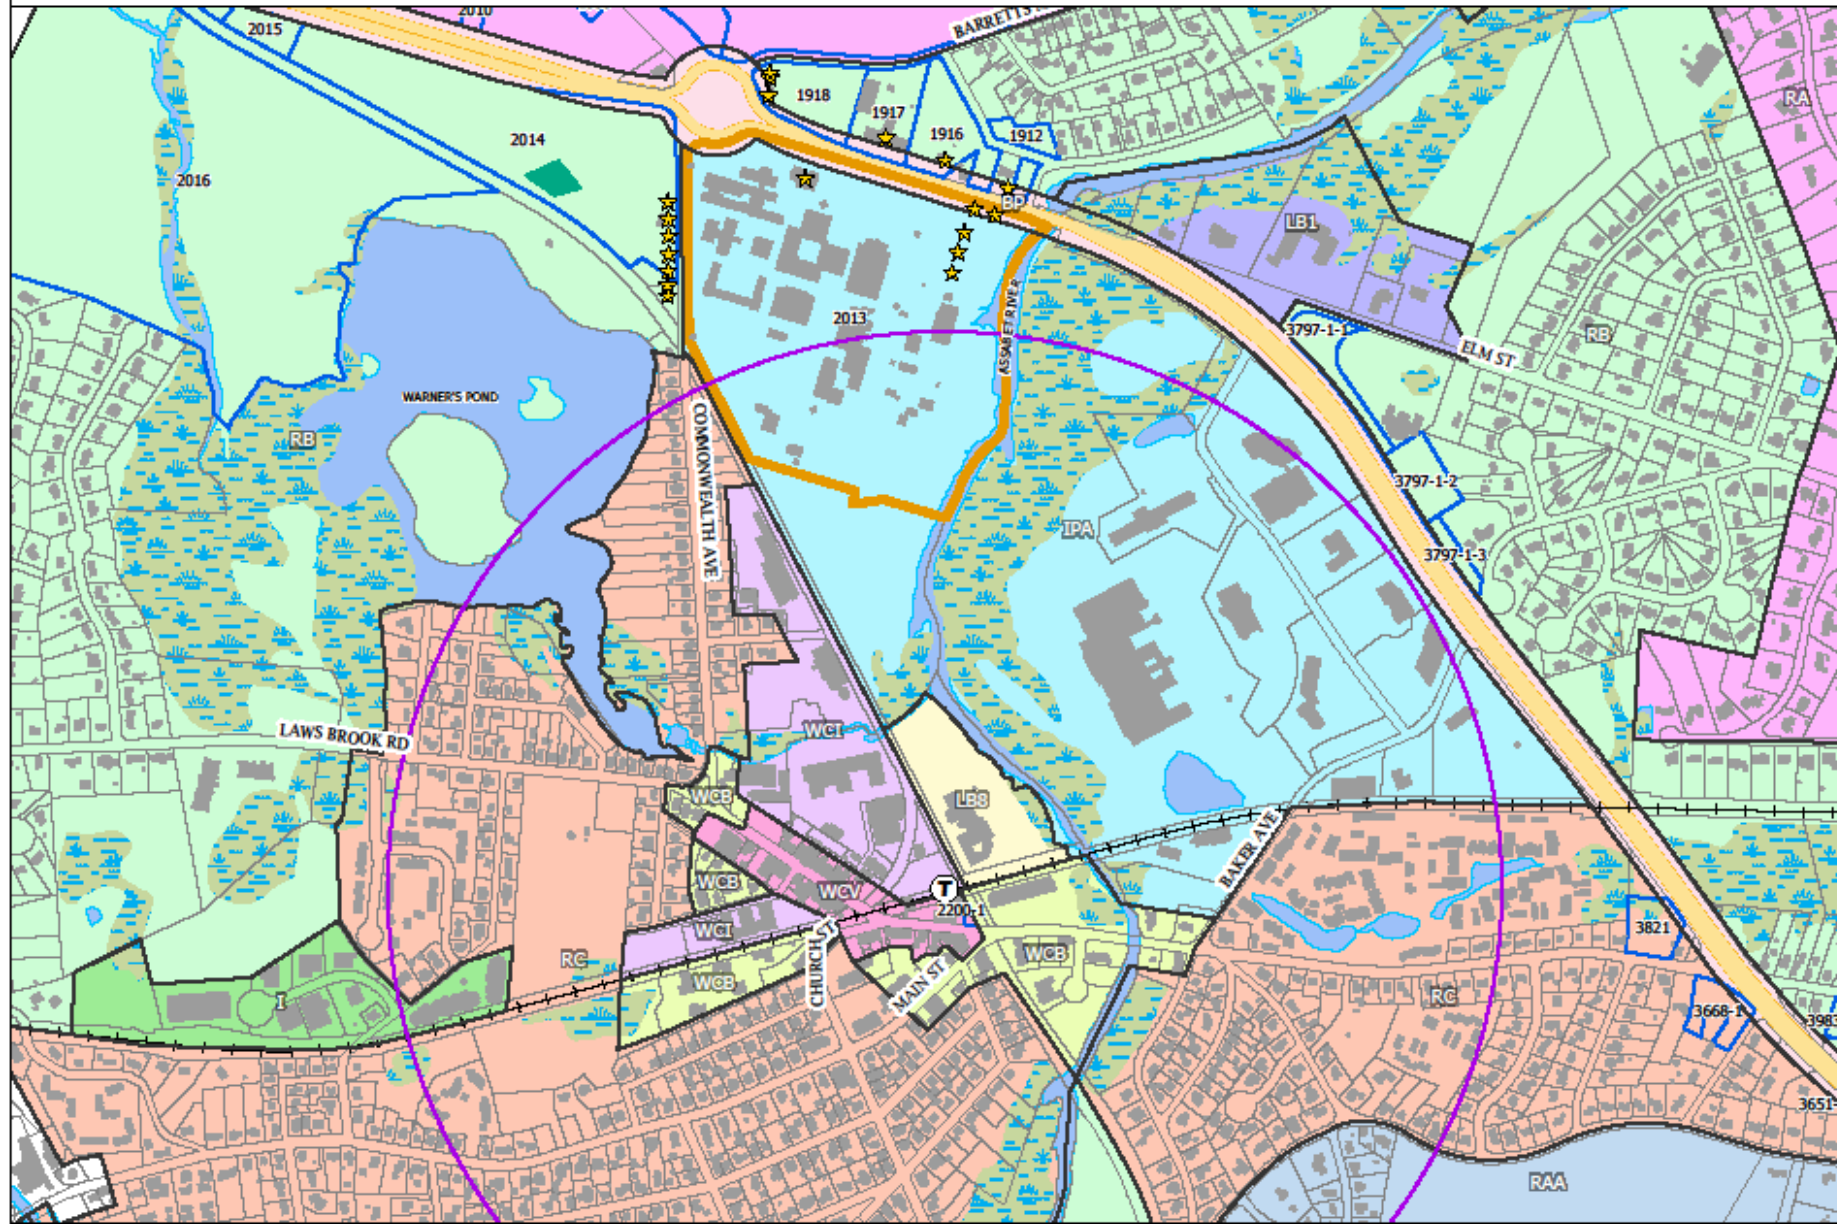 2010
2015
BARRETTS
1918
1917
1916
1912
2014
2016
RA
BP
LB1
2013
3797-1-1
ELM ST
RB
ASSABET RIVER
WARNER'S POND
COMMONWEALTH AVE
RB
3797-1-2
IPA
3797-1-3
LAWS BROOK RD
WCI
WCB
LB8
BAKER AVE
WCB
WCV
T
2200-1
WCI
CHURCH ST
3821
RC
WCB
WCB
MAIN ST
I
RC
3668-1
3983
3651-
RAA